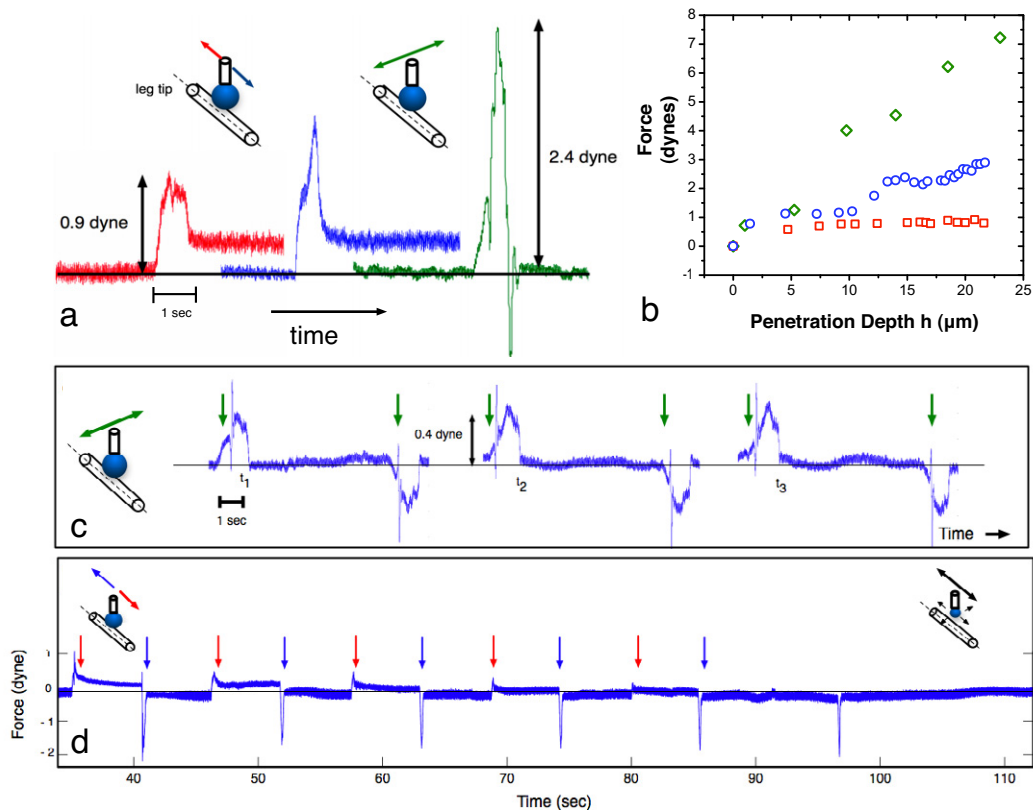 leg tip
0.9 dyne
2.4 dyne
1 sec
time
a
8
7
6
5
4
3
2
1
0
-1
Force
(dynes)
0
5
10
15
20
25
Penetration Depth h (µm)
b
0.4 dyne
t1
t2
t3
1 sec
Time
c
Force (dyne)
0
-1
-2
d
40
50
60
70
80
90
100
110
Time (sec)